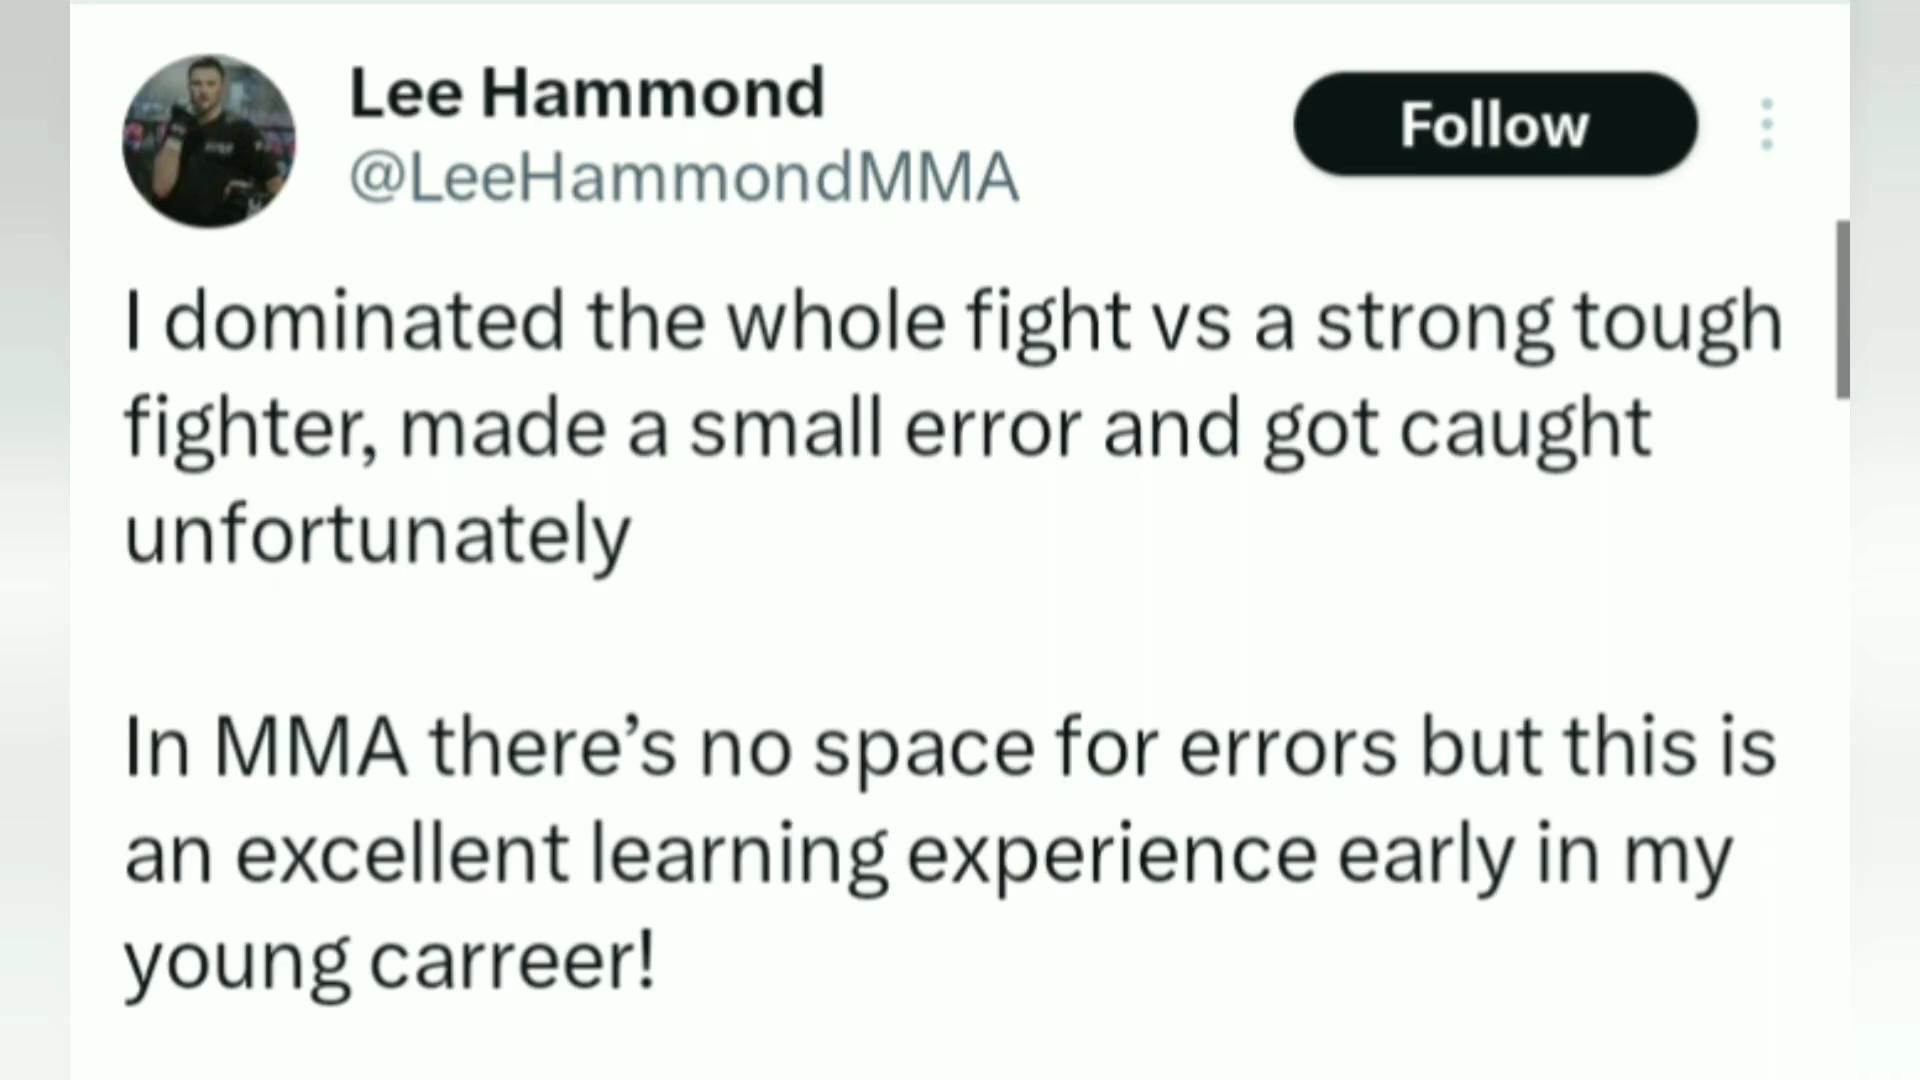 Lee Hammond
@LeeHammondMMA
Follow
I dominated the whole fight vs a strong tough
fighter, made a small error and got caught
unfortunately
In MMA there’s no space for errors but this is
an excellent learning experience early in my
young carreer!